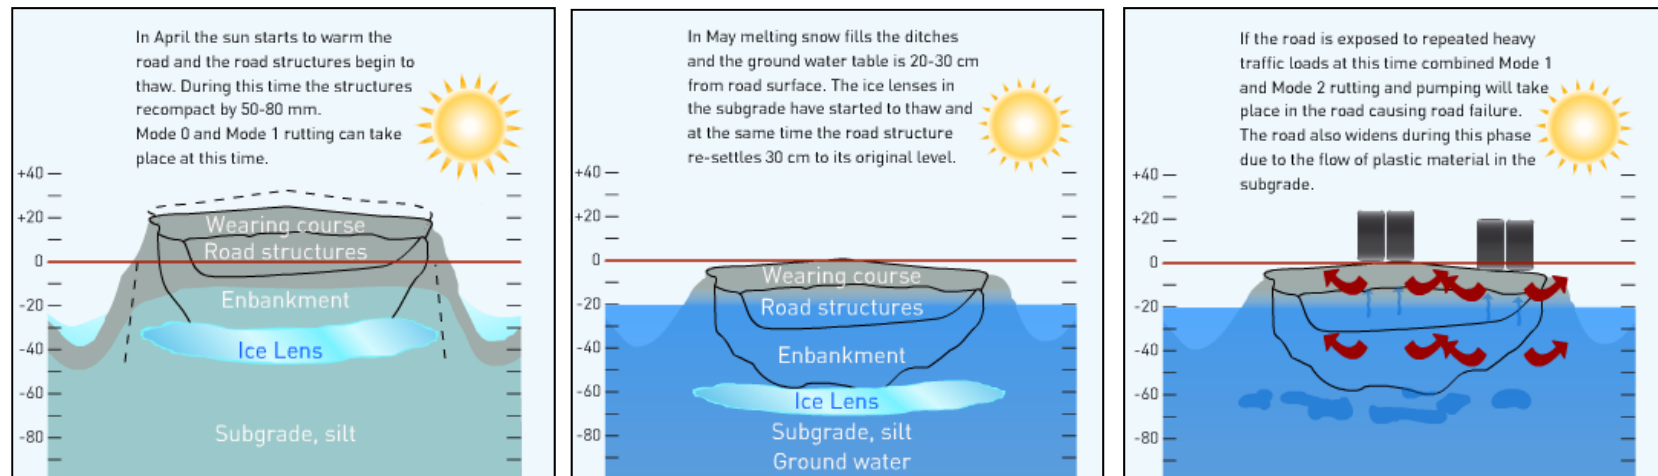 In April the sun starts to warm the
road and the road structures begin to
thaw. During this time the structures
recompact by 50-80 mm.
Mode 0 and Mode 1 rutting can take
place at this time.
+40
+20
0
-20
-40
-60
-80
Wearing course
Road structures
Enbankment
Ice Lens
Subgrade, silt
In May melting snow fills the ditches
and the ground water table is 20-30 cm
from road surface. The ice lenses in
the subgrade have started to thaw and
at the same time the road structure
re-settles 30 cm to its original level.
+40
+20
0
-20
-40
-60
-80
Wearing course
Road structures
Enbankment
Ice Lens
Subgrade, silt
Ground water
If the road is exposed to repeated heavy
traffic loads at this time combined Mode 1
and Mode 2 rutting and pumping will take
place in the road causing road failure.
The road also widens during this phase
due to the flow of plastic material in the
subgrade.
+40
+20
0
-20
-40
-60
-80